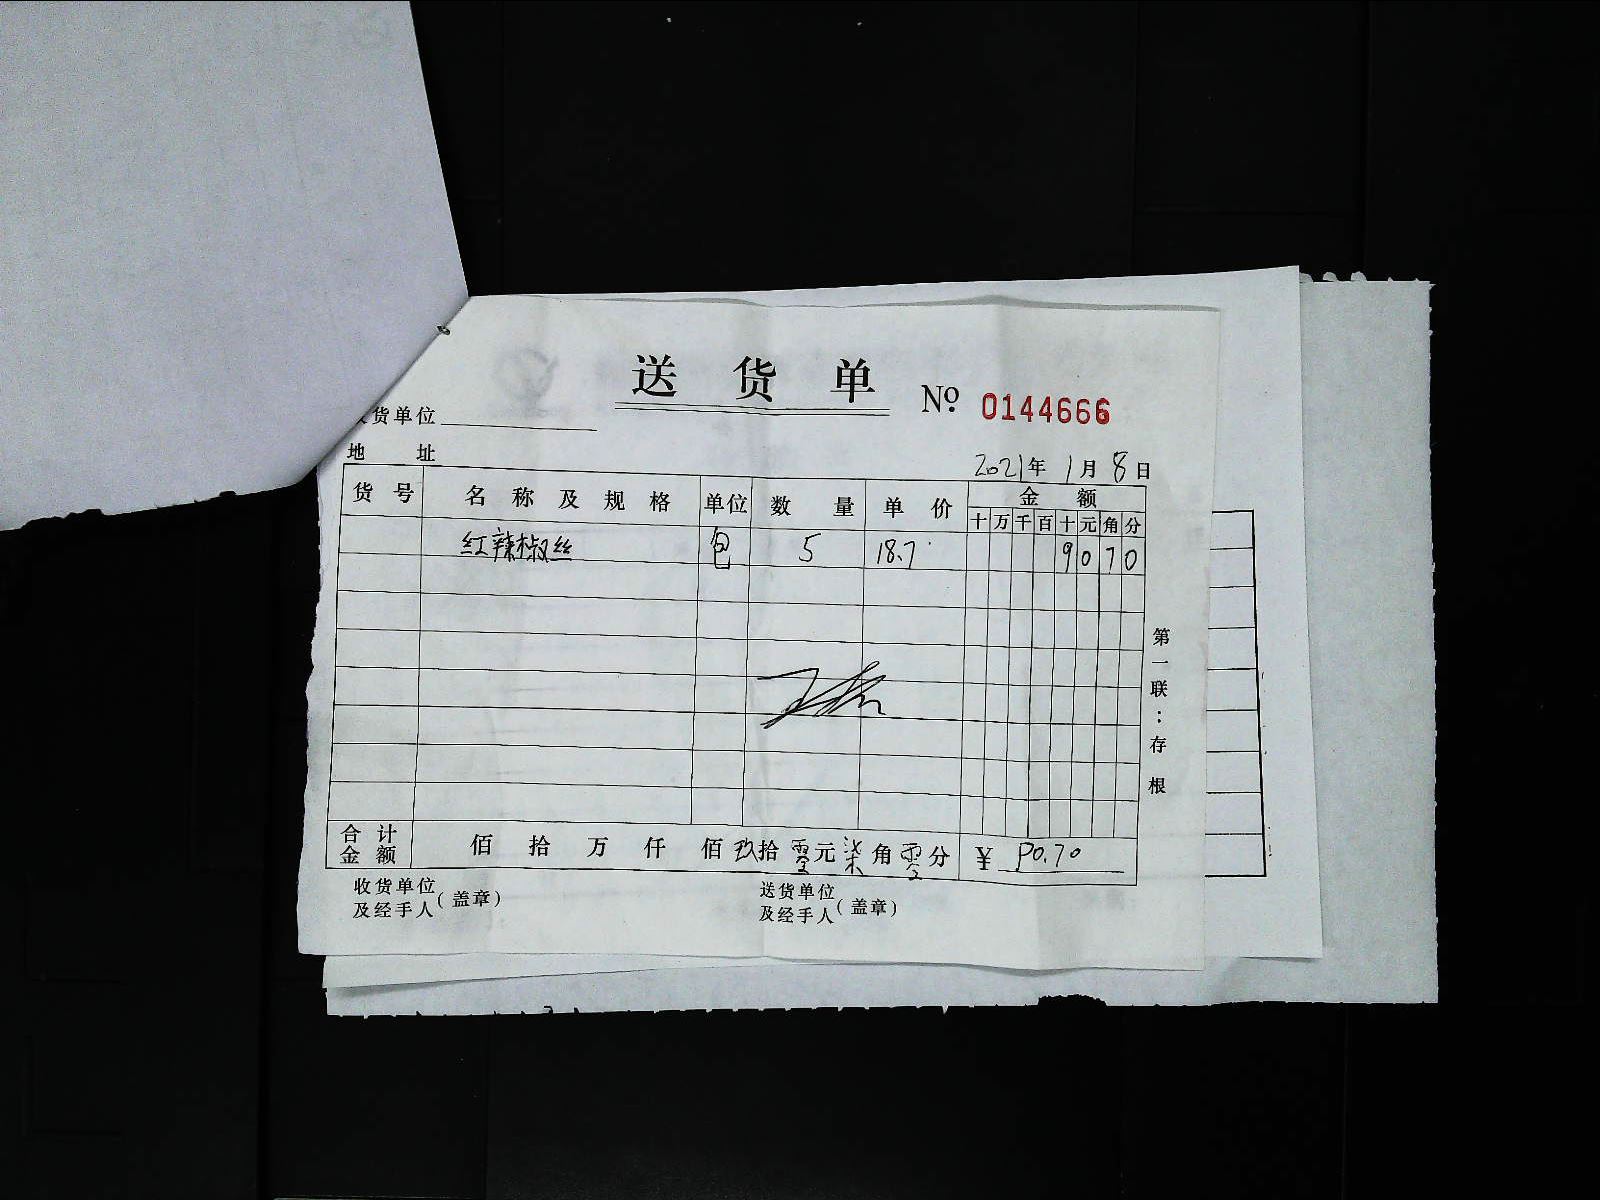 送货单 № 0144666
货单位
地址 2021年1月8日
货号 名称及规格 单位 数量 单价 金额
十万千百十元角分
红辣椒丝 包 5 18.7 9070
第一联：存根
合计金额 佰拾万仟佰玖拾零元柒角零分 ¥ 90.70
收货单位及经手人(盖章) 送货单位及经手人(盖章)